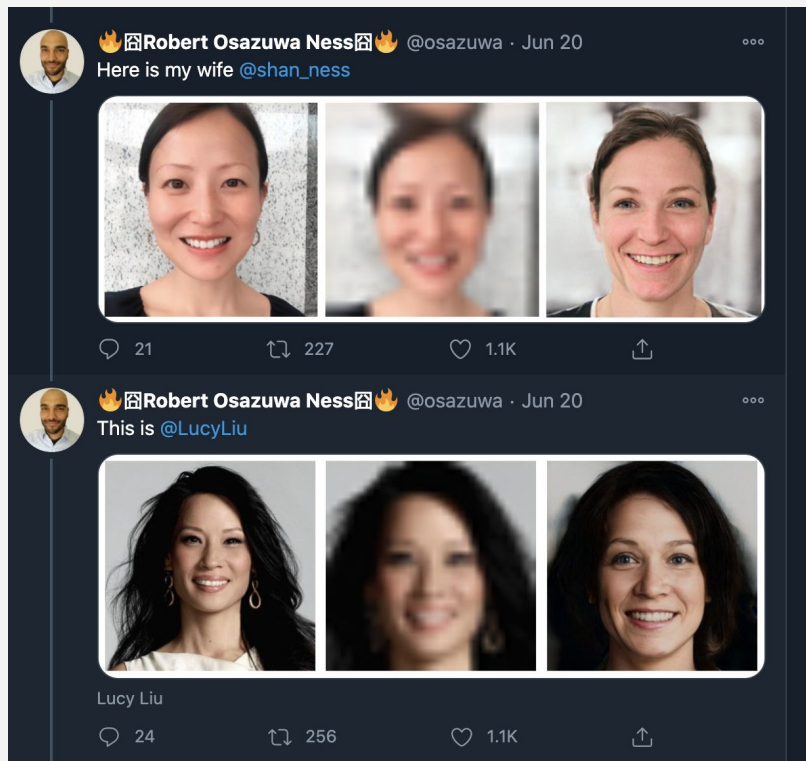 🔥囧Robert Osazuwa Ness囧🔥 @osazuwa · Jun 20
Here is my wife @shan_ness
21 227 1.1K
🔥囧Robert Osazuwa Ness囧🔥 @osazuwa · Jun 20
This is @LucyLiu
Lucy Liu
24 256 1.1K